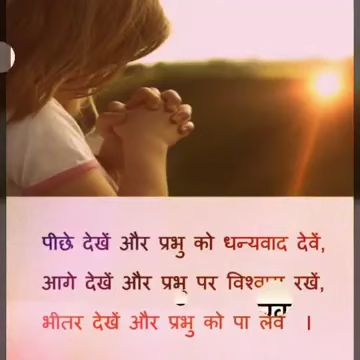 पीछे देखें और प्रभु को धन्यवाद देवें,
आगे देखें और प्रभु पर रखें,
भीतर देखें और प्रभु को पा लेवें ।